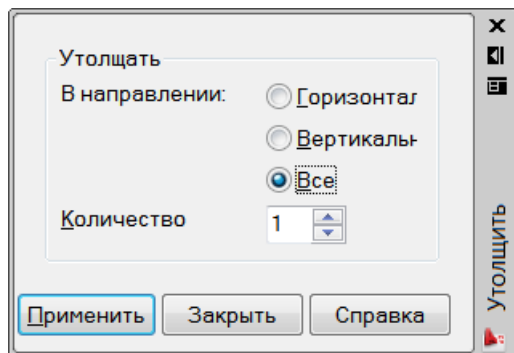 Утолщать
В направлении:
Горизонтал
Вертикальн
Все
Количество
1
Применить
Закрыть
Справка
Утолщить